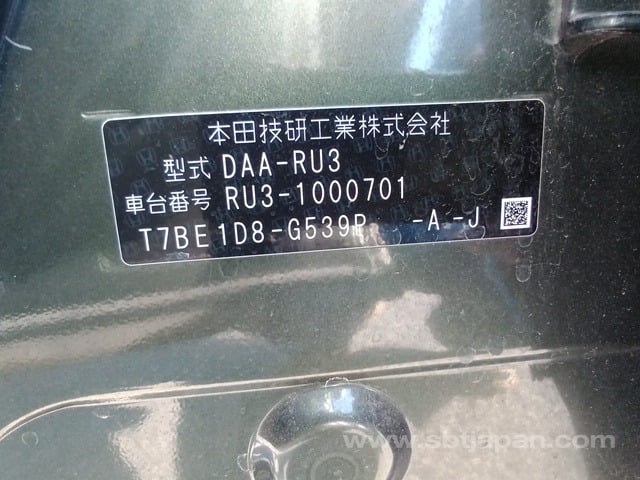 本田技研工業株式会社
型式 DAA-RU3
車台番号 RU3-1000701
T7BE1D8-G539P -A-J
www.sbtjapan.com